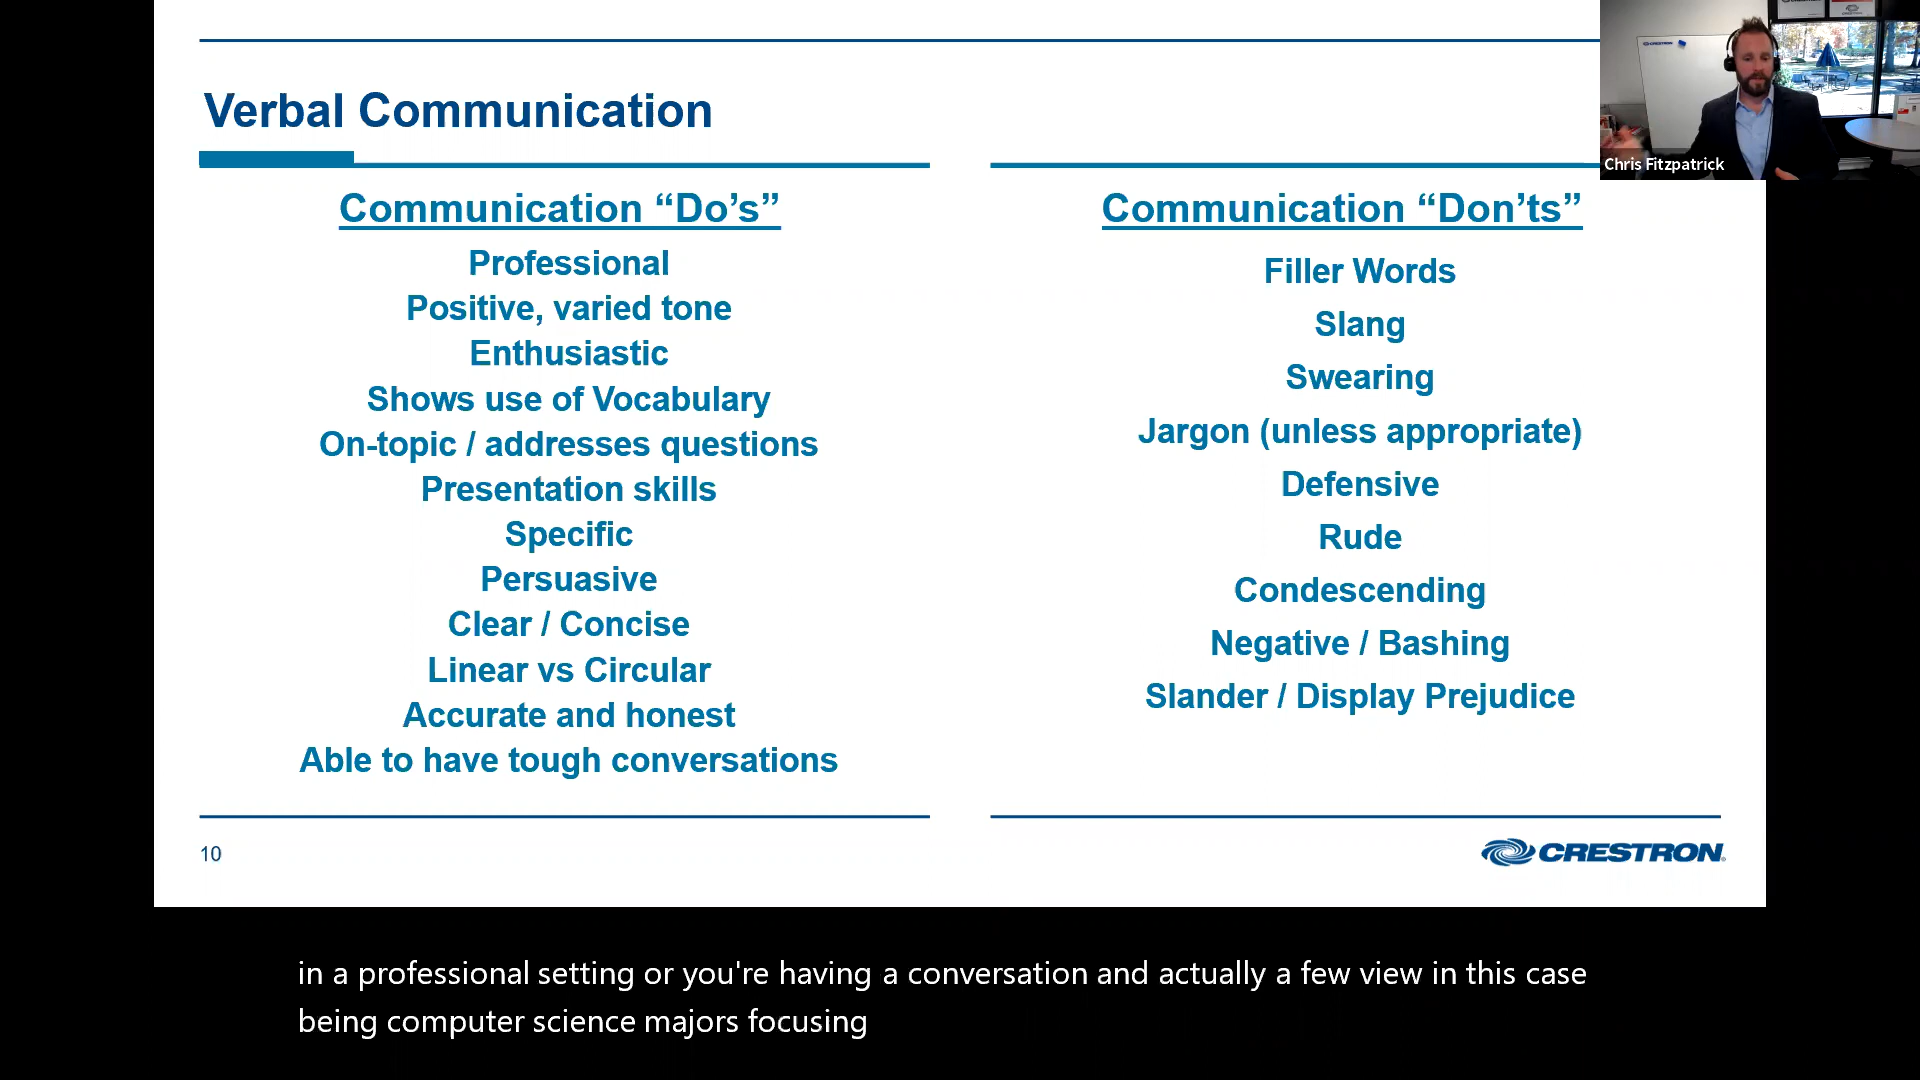 Verbal Communication
Communication “Do’s”
Professional
Positive, varied tone
Enthusiastic
Shows use of Vocabulary
On-topic / addresses questions
Presentation skills
Specific
Persuasive
Clear / Concise
Linear vs Circular
Accurate and honest
Able to have tough conversations
Communication “Don’ts”
Filler Words
Slang
Swearing
Jargon (unless appropriate)
Defensive
Rude
Condescending
Negative / Bashing
Slander / Display Prejudice
10
CRESTRON
CRESTRON
Chris Fitzpatrick
in a professional setting or you're having a conversation and actually a few view in this case
being computer science majors focusing